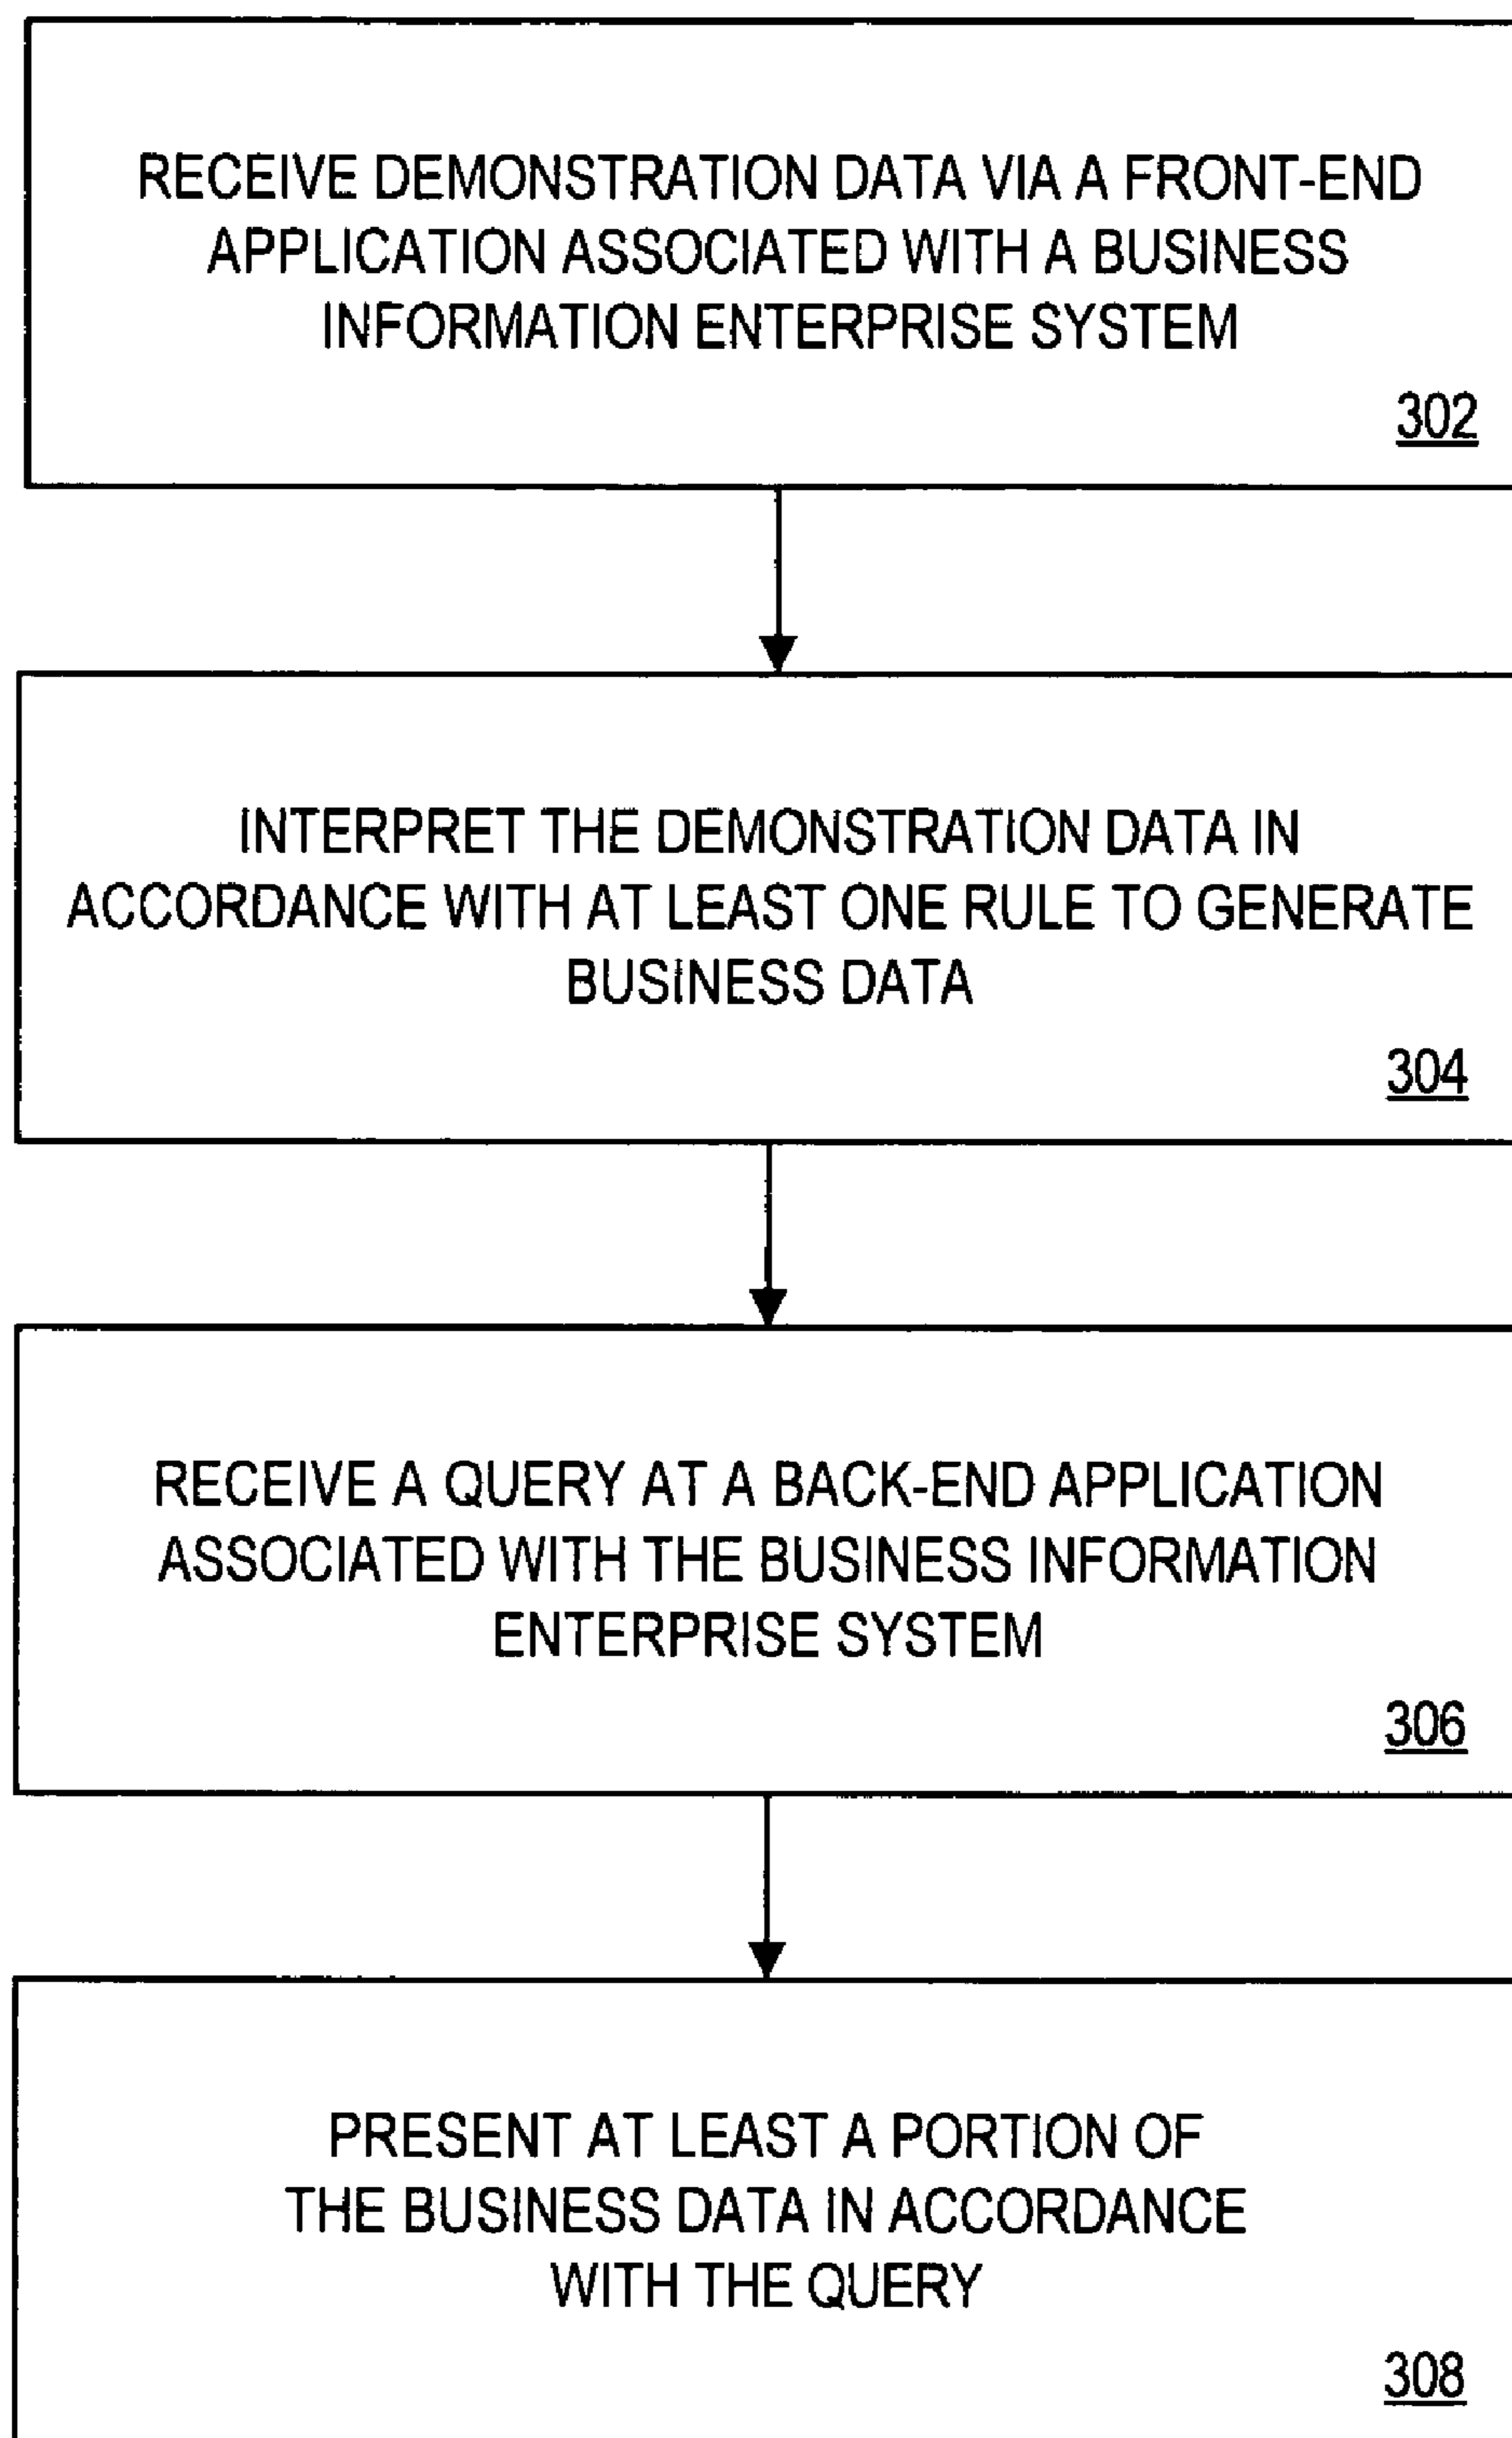 RECEIVE DEMONSTRATION DATA VIA A FRONT-END
APPLICATION ASSOCIATED WITH A BUSINESS
INFORMATION ENTERPRISE SYSTEM
302
INTERPRET THE DEMONSTRATION DATA IN
ACCORDANCE WITH AT LEAST ONE RULE TO GENERATE
BUSINESS DATA
304
RECEIVE A QUERY AT A BACK-END APPLICATION
ASSOCIATED WITH THE BUSINESS INFORMATION
ENTERPRISE SYSTEM
306
PRESENT AT LEAST A PORTION OF
THE BUSINESS DATA IN ACCORDANCE
WITH THE QUERY
308